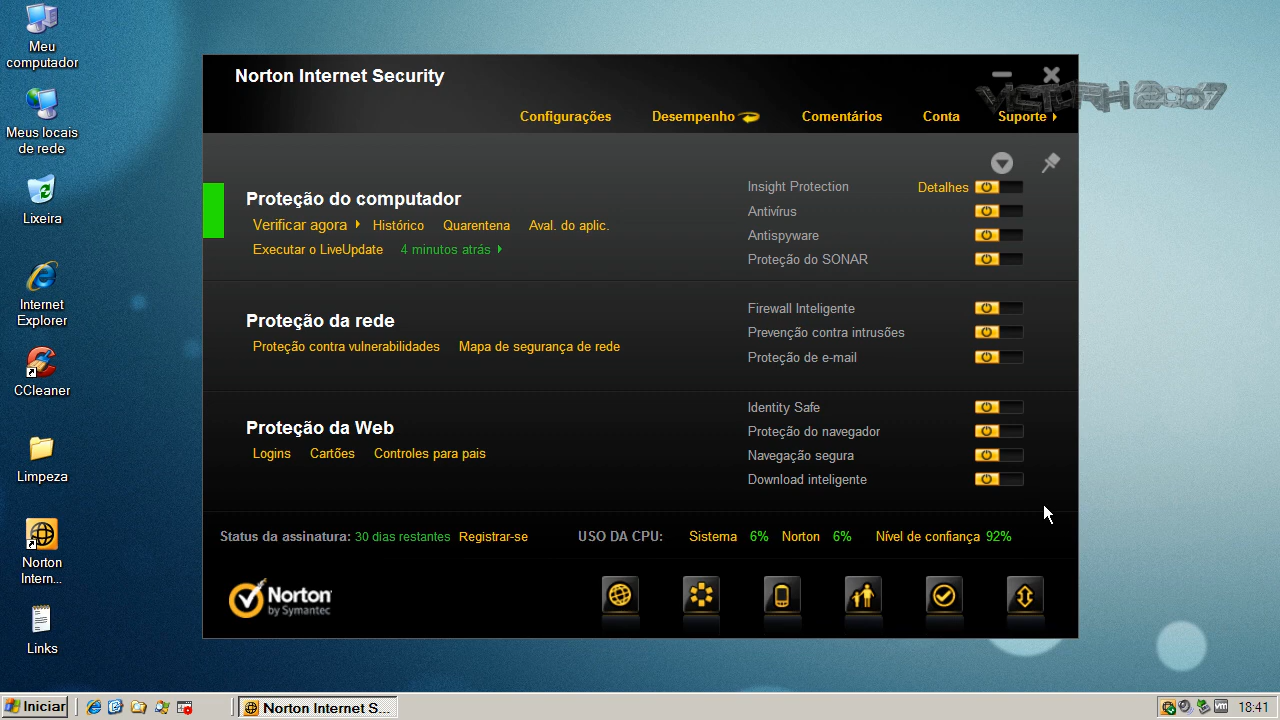 Meu
computador
Meus locais
de rede
Lixeira
Internet
Explorer
CCleaner
Limpeza
Norton
Intern...
Links
Norton Internet Security
VICTORH 2007
Configurações Desempenho Comentários Conta Suporte
Proteção do computador
Verificar agora Histórico Quarentena Aval. do aplic.
Executar o LiveUpdate 4 minutos atrás
Insight Protection Detalhes
Antivírus
Antispyware
Proteção do SONAR
Proteção da rede
Proteção contra vulnerabilidades Mapa de segurança de rede
Firewall Inteligente
Prevenção contra intrusões
Proteção de e-mail
Proteção da Web
Logins Cartões Controles para pais
Identity Safe
Proteção do navegador
Navegação segura
Download inteligente
Status da assinatura: 30 dias restantes Registrar-se USO DA CPU: Sistema 6% Norton 6% Nível de confiança 92%
Norton
by Symantec
Iniciar Norton Internet S... 18:41